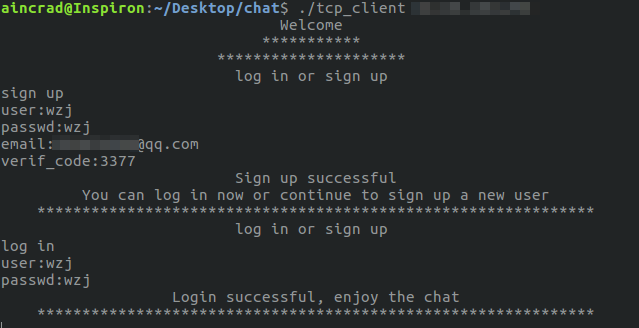 aincrad@Inspiron:~/Desktop/chat$ ./tcp_client
Welcome
***********
*********************
log in or sign up
sign up
user:wzj
passwd:wzj
email:@qq.com
verif_code:3377
Sign up successful
You can log in now or continue to sign up a new user
**************************************************************
log in or sign up
log in
user:wzj
passwd:wzj
Login successful, enjoy the chat
**************************************************************